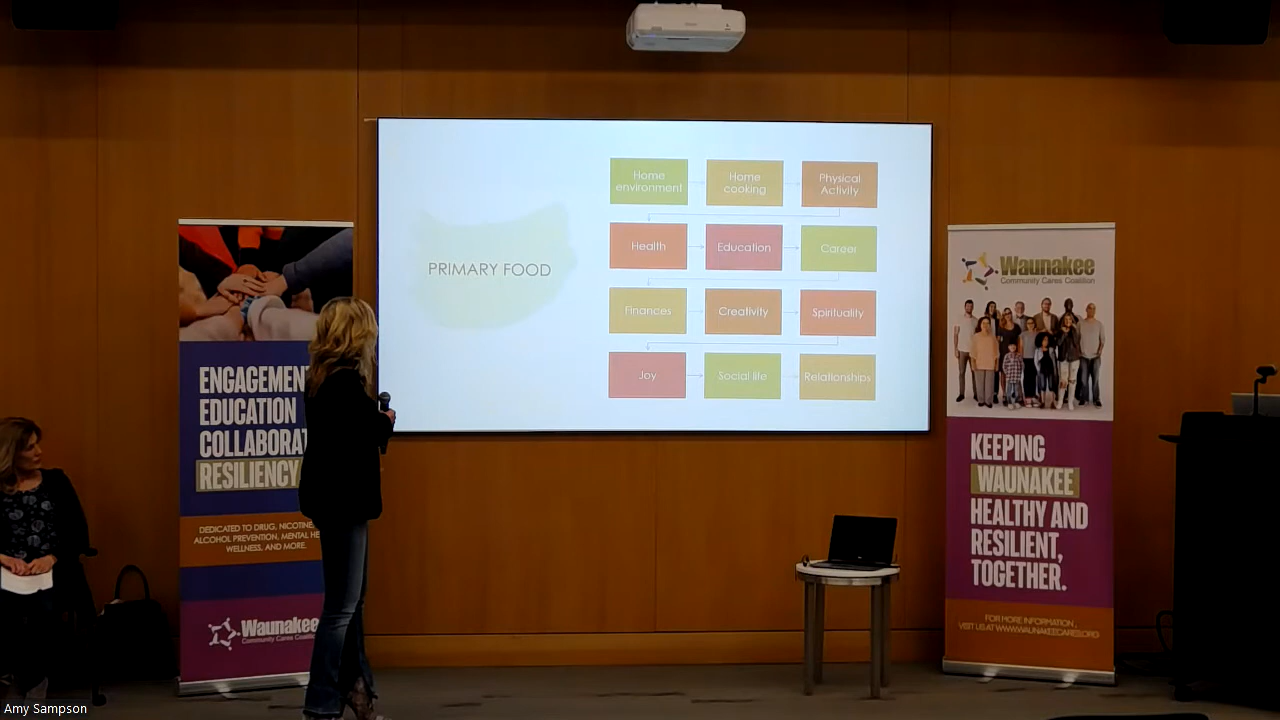 PRIMARY FOOD
Home
environment
Home
cooking
Physical
Activity
Health
Education
Career
Finances
Creativity
Spirituality
Joy
Social life
Relationships
ENGAGEMENT
EDUCATION
COLLABORAT
RESILIENCY
DEDICATED TO DRUG, NICOTINE,
ALCOHOL PREVENTION, MENTAL HE
WELLNESS, AND MORE.
Waunakee
Community Cares Coalition
Waunakee
Community Cares Coalition
KEEPING
WAUNAKEE
HEALTHY AND
RESILIENT,
TOGETHER.
FOR MORE INFORMATION,
VISIT US AT WWW.WAUNAKEECARES.ORG
Amy Sampson